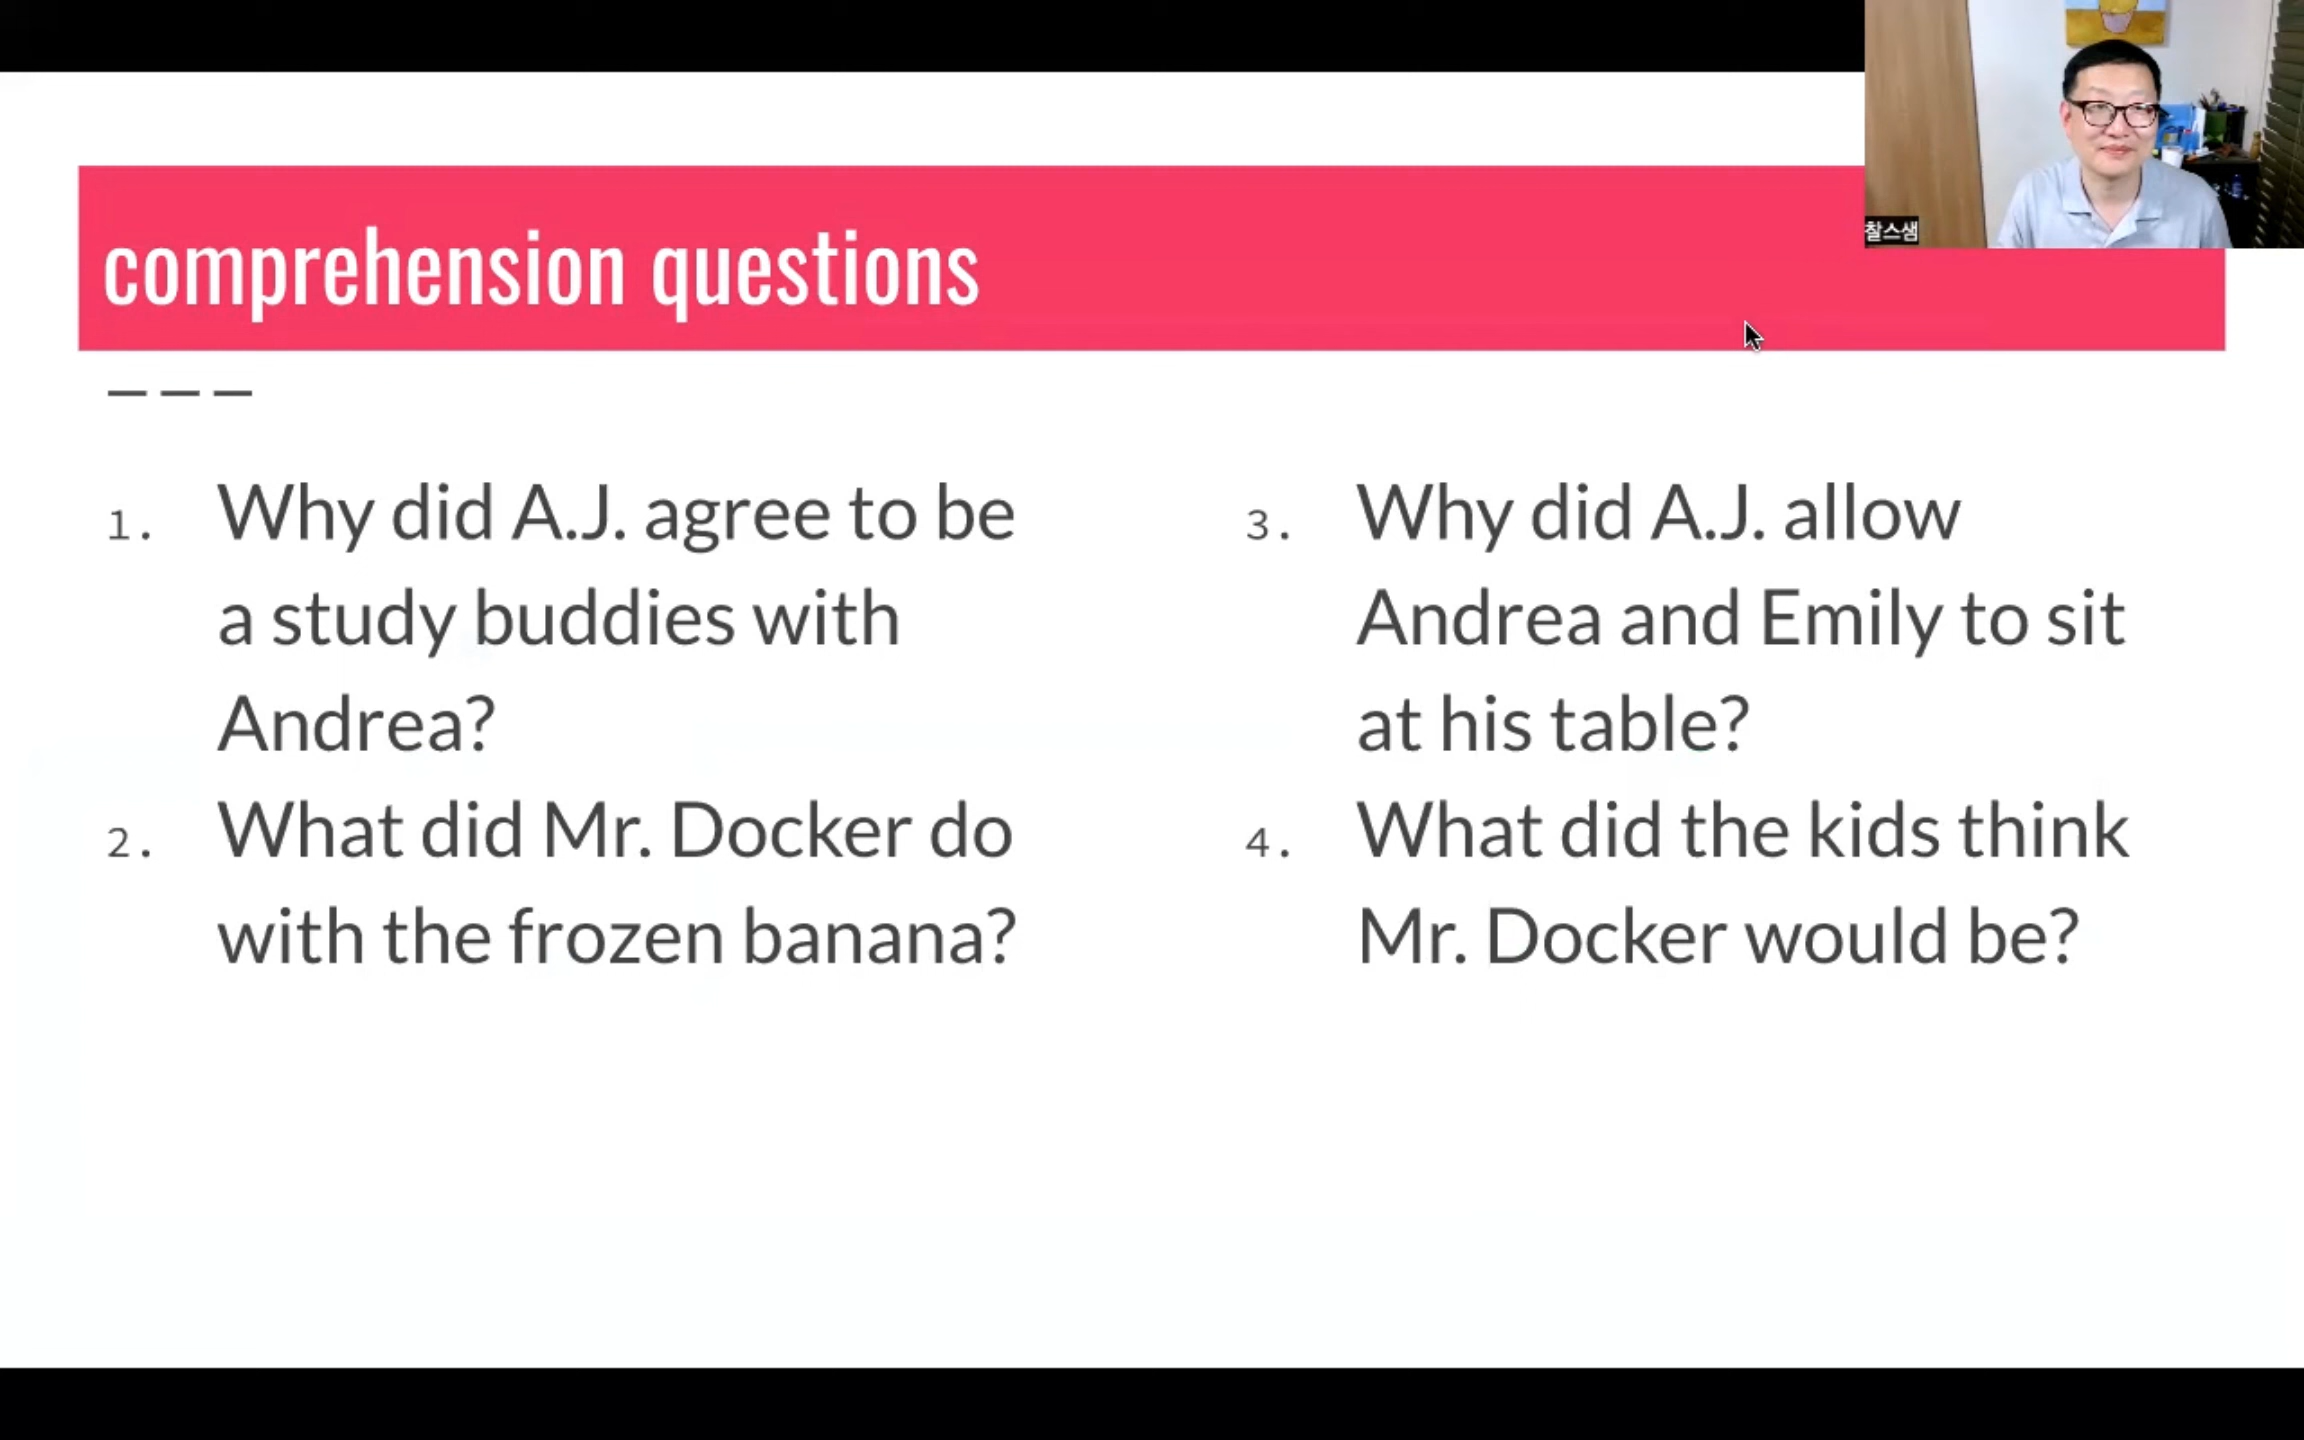 찰스샘
comprehension questions
1. Why did A.J. agree to be
a study buddies with
Andrea?
2. What did Mr. Docker do
with the frozen banana?
3. Why did A.J. allow
Andrea and Emily to sit
at his table?
4. What did the kids think
Mr. Docker would be?